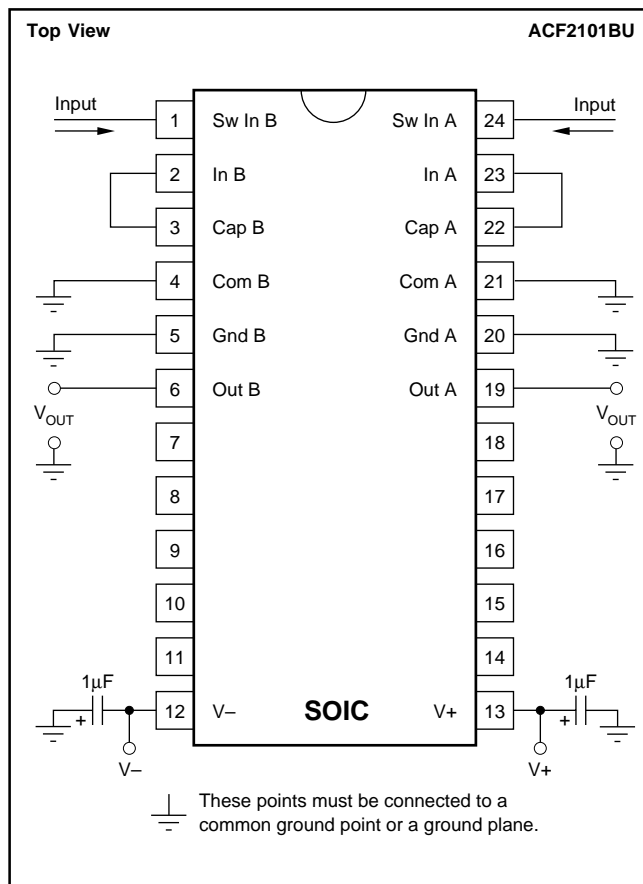 Top View ACF2101BU
Input Input
1 Sw In B Sw In A 24
2 In B In A 23
3 Cap B Cap A 22
4 Com B Com A 21
5 Gnd B Gnd A 20
6 Out B Out A 19
VOUT VOUT
7 18
8 17
9 16
10 15
11 14
1µF 1µF
+ 12 V– SOIC V+ 13 +
V– V+
These points must be connected to a
common ground point or a ground plane.